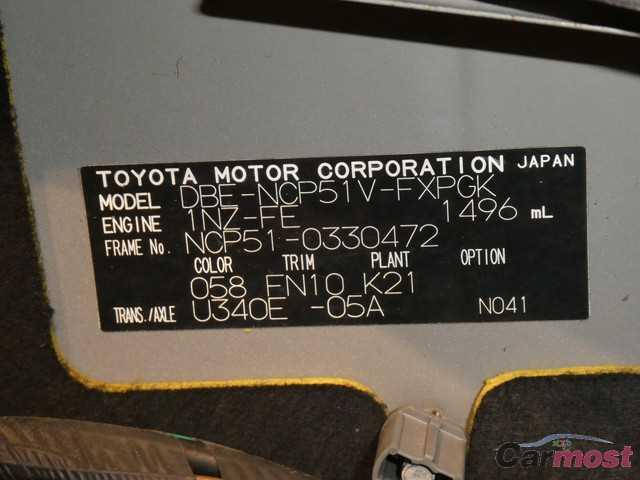 TOYOTA MOTOR CORPORATION JAPAN
MODEL DBE-NCP51V-FXPGK
ENGINE 1NZ-FE 1496 mL
FRAME No. NCP51-0330472
COLOR TRIM PLANT OPTION
058 FN10 K21
TRANS./AXLE U340E -05A N041
Carmost